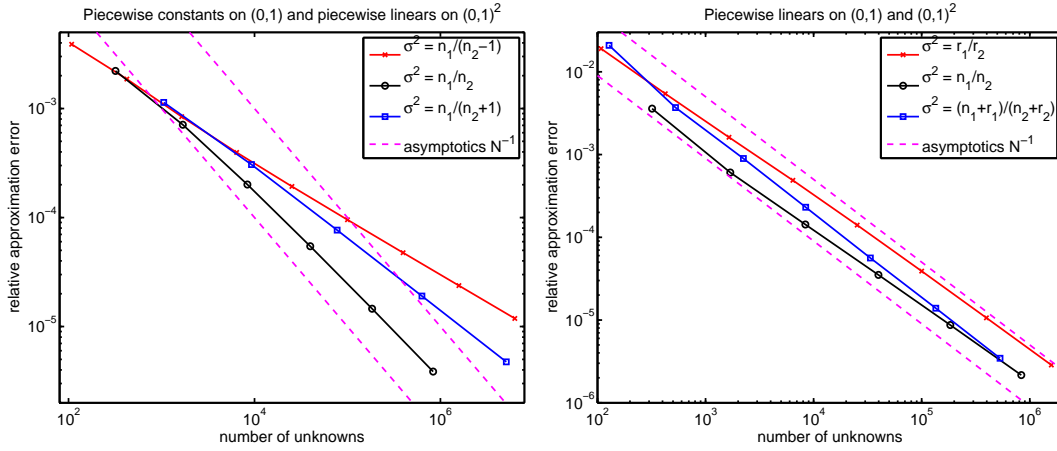 Piecewise constants on (0,1) and piecewise linears on (0,1)²
relative approximation error
10⁻³
10⁻⁴
10⁻⁵
σ² = n₁/(n₂−1)
σ² = n₁/n₂
σ² = n₁/(n₂+1)
asymptotics N⁻¹
10² 10⁴ 10⁶
number of unknowns
Piecewise linears on (0,1) and (0,1)²
relative approximation error
10⁻²
10⁻³
10⁻⁴
10⁻⁵
10⁻⁶
σ² = r₁/r₂
σ² = n₁/n₂
σ² = (n₁+r₁)/(n₂+r₂)
asymptotics N⁻¹
10² 10³ 10⁴ 10⁵ 10⁶
number of unknowns